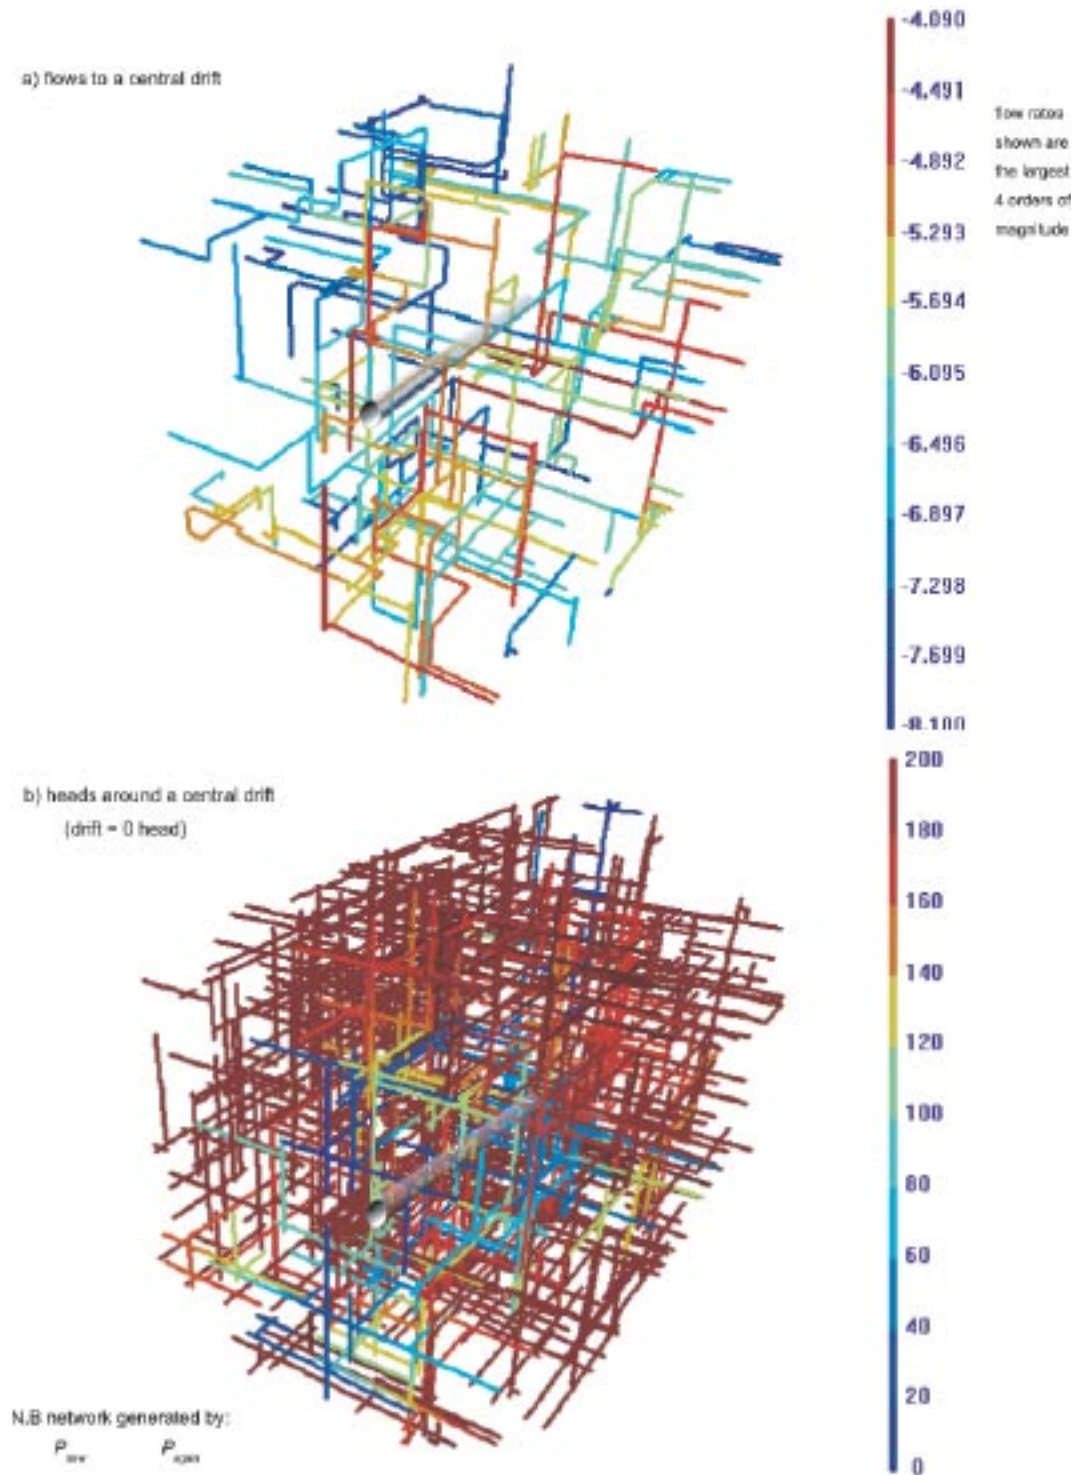 a) flows to a central drift
-4.090
-4.491
-4.892
-5.293
-5.694
-6.095
-6.496
-6.897
-7.298
-7.699
-8.100
flow rates
shown are
the largest
4 orders of
magnitude
b) heads around a central drift
(drift = 0 head)
200
180
160
140
120
100
80
60
40
20
0
N.B network generated by:
P P